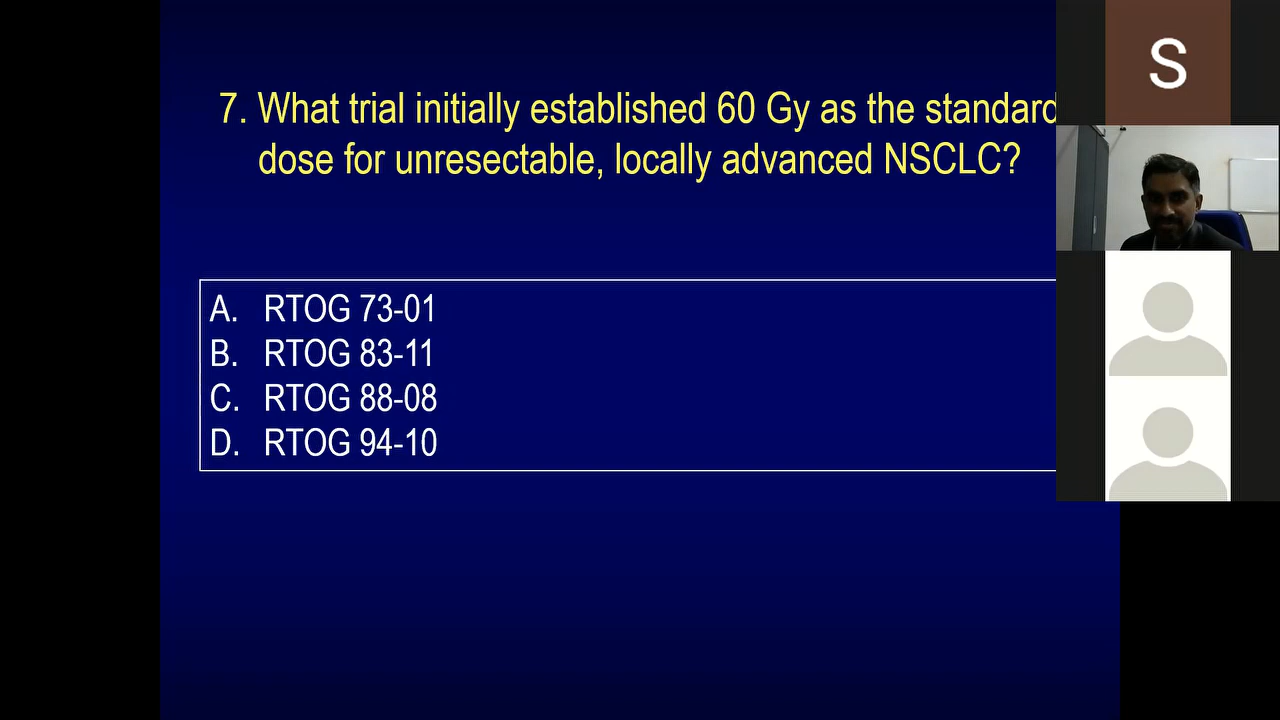 7. What trial initially established 60 Gy as the standard
dose for unresectable, locally advanced NSCLC?
A. RTOG 73-01
B. RTOG 83-11
C. RTOG 88-08
D. RTOG 94-10
S